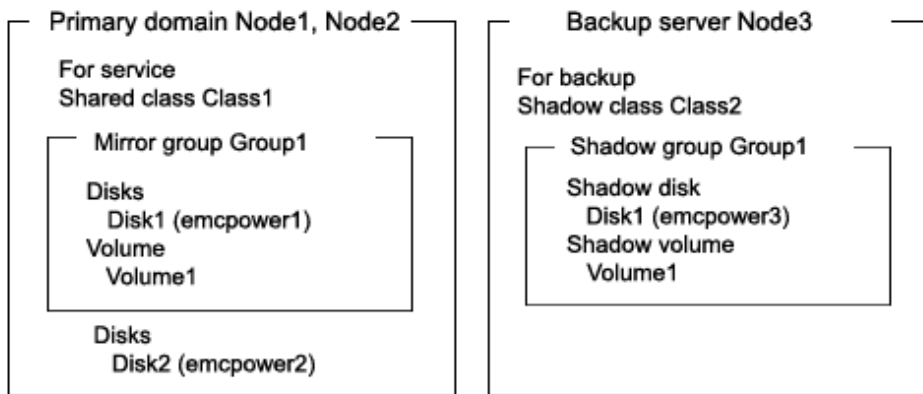 Primary domain Node1, Node2
For service
Shared class Class1
Mirror group Group1
Disks
Disk1 (emcpower1)
Volume
Volume1
Disks
Disk2 (emcpower2)
Backup server Node3
For backup
Shadow class Class2
Shadow group Group1
Shadow disk
Disk1 (emcpower3)
Shadow volume
Volume1